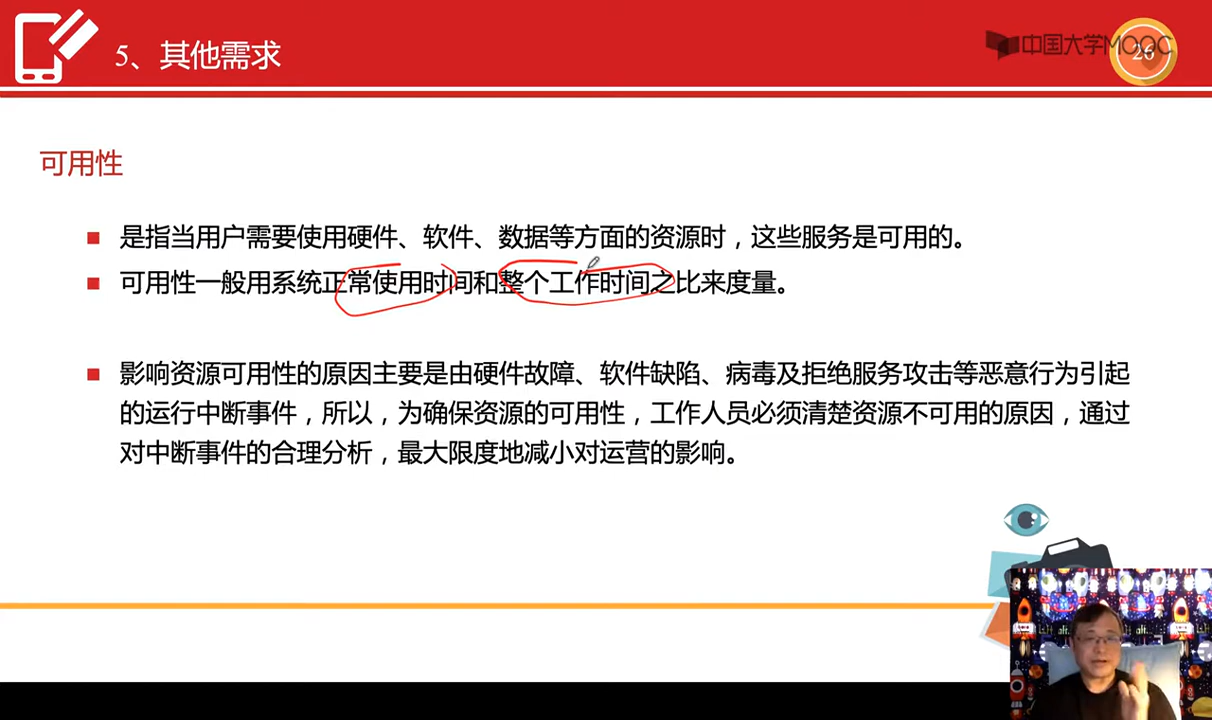 5、其他需求
中国大学MOOC
26
可用性
是指当用户需要使用硬件、软件、数据等方面的资源时，这些服务是可用的。
可用性一般用系统正常使用时间和整个工作时间之比来度量。
影响资源可用性的原因主要是由硬件故障、软件缺陷、病毒及拒绝服务攻击等恶意行为引起
的运行中断事件，所以，为确保资源的可用性，工作人员必须清楚资源不可用的原因，通过
对中断事件的合理分析，最大限度地减小对运营的影响。